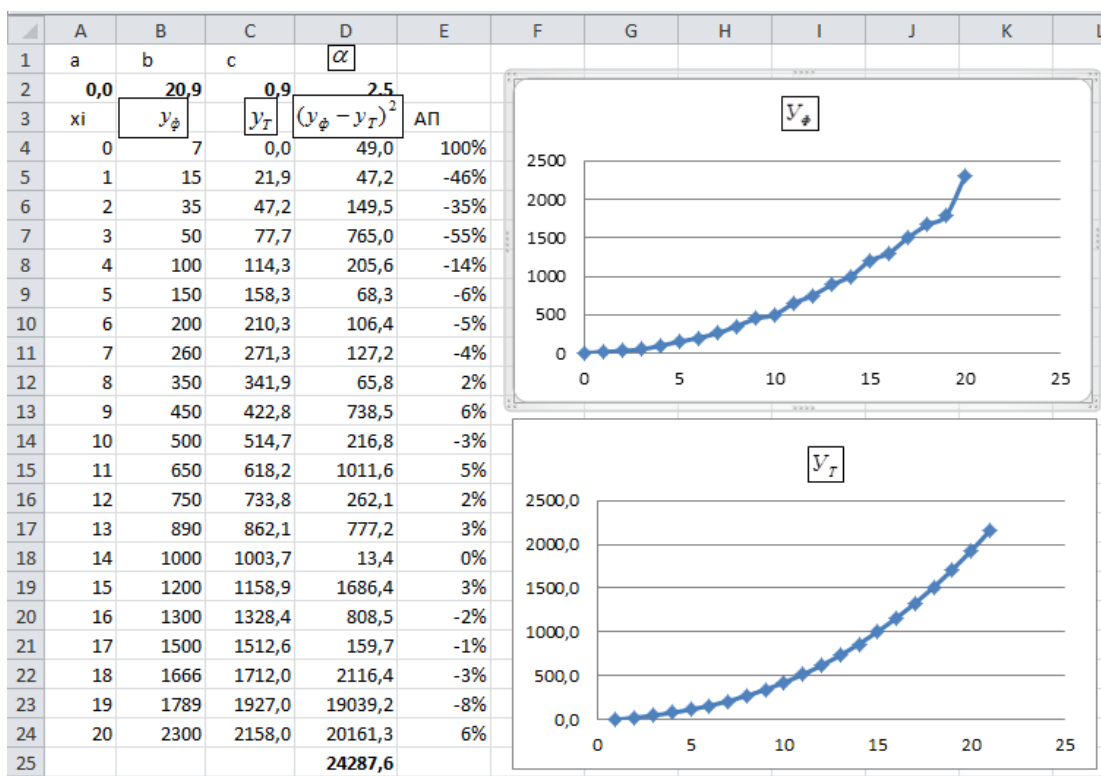 A B C D E F G H I J K L
1 a b c α
2 0,0 20,9 0,9 2,5
3 xi yф yT (yф − yT)² АП
4 0 7 0,0 49,0 100%
5 1 15 21,9 47,2 -46%
6 2 35 47,2 149,5 -35%
7 3 50 77,7 765,0 -55%
8 4 100 114,3 205,6 -14%
9 5 150 158,3 68,3 -6%
10 6 200 210,3 106,4 -5%
11 7 260 271,3 127,2 -4%
12 8 350 341,9 65,8 2%
13 9 450 422,8 738,5 6%
14 10 500 514,7 216,8 -3%
15 11 650 618,2 1011,6 5%
16 12 750 733,8 262,1 2%
17 13 890 862,1 777,2 3%
18 14 1000 1003,7 13,4 0%
19 15 1200 1158,9 1686,4 3%
20 16 1300 1328,4 808,5 -2%
21 17 1500 1512,6 159,7 -1%
22 18 1666 1712,0 2116,4 -3%
23 19 1789 1927,0 19039,2 -8%
24 20 2300 2158,0 20161,3 6%
25 24287,6
Уф
2500
2000
1500
1000
500
0
0 5 10 15 20 25
УT
2500,0
2000,0
1500,0
1000,0
500,0
0,0
0 5 10 15 20 25